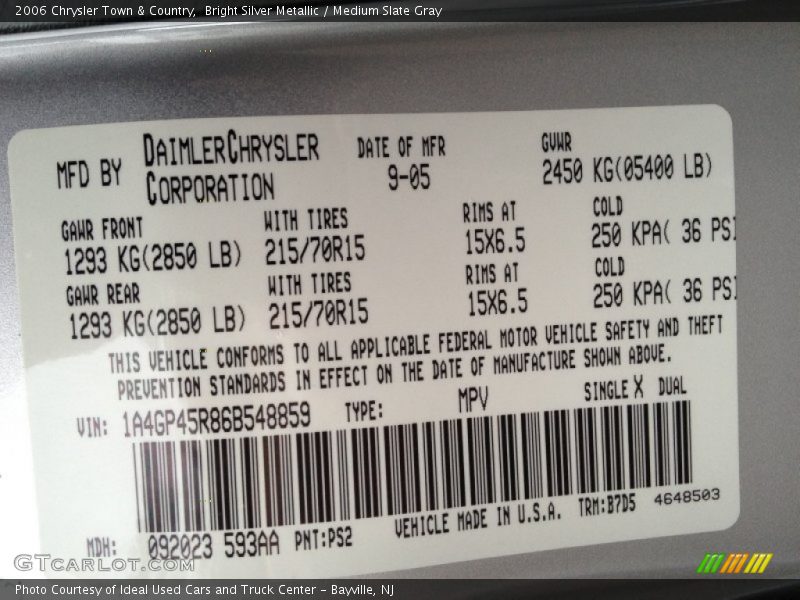 2006 Chrysler Town & Country, Bright Silver Metallic / Medium Slate Gray
MFD BY DAIMLERCHRYSLER CORPORATION DATE OF MFR 9-05 GVWR 2450 KG(05400 LB)
GAWR FRONT WITH TIRES RIMS AT COLD
1293 KG(2850 LB) 215/70R15 15X6.5 250 KPA( 36 PSI
GAWR REAR WITH TIRES RIMS AT COLD
1293 KG(2850 LB) 215/70R15 15X6.5 250 KPA( 36 PSI
THIS VEHICLE CONFORMS TO ALL APPLICABLE FEDERAL MOTOR VEHICLE SAFETY AND THEFT
PREVENTION STANDARDS IN EFFECT ON THE DATE OF MANUFACTURE SHOWN ABOVE.
VIN: 1A4GP45R86B548859 TYPE: MPV SINGLE X DUAL
MDH: 092023 593AA PNT:PS2 VEHICLE MADE IN U.S.A. TRM:B7D5 4648503
GTcarlot.com
Photo Courtesy of Ideal Used Cars and Truck Center - Bayville, NJ